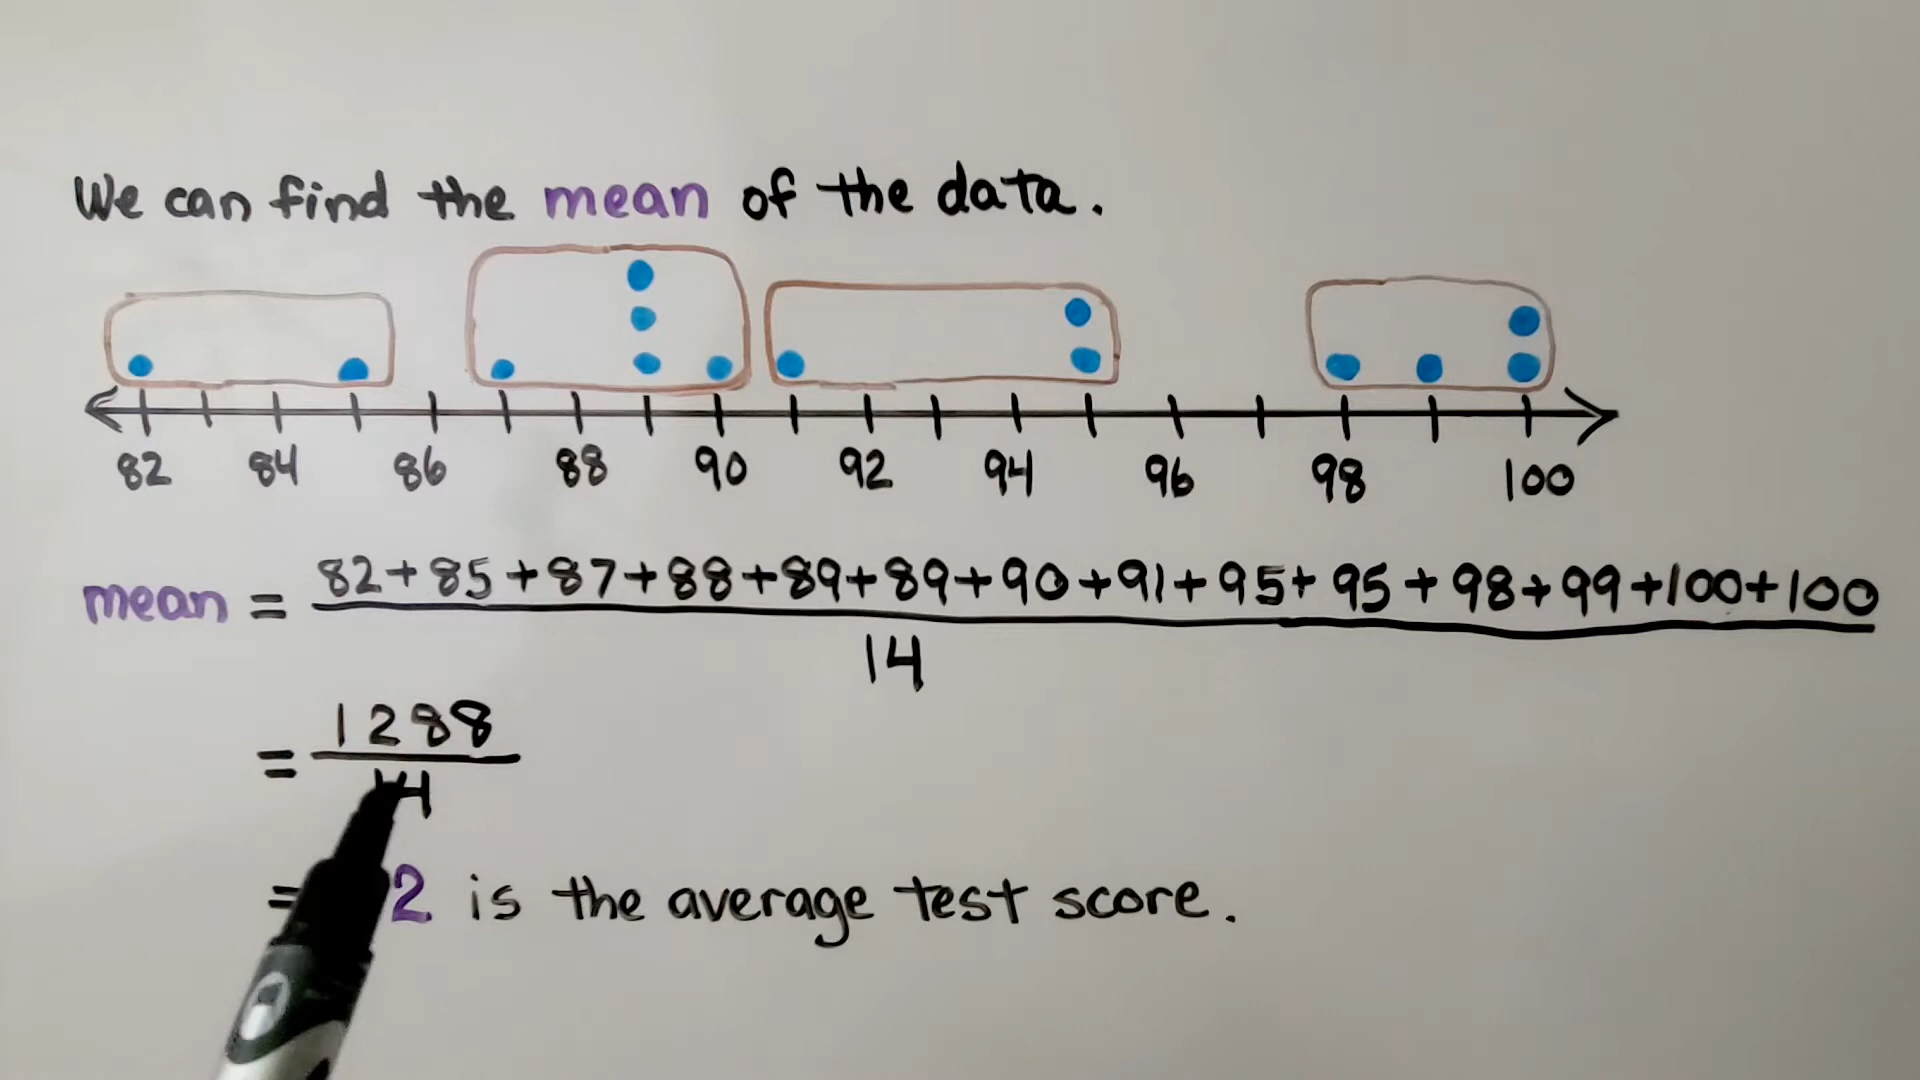 We can find the mean of the data.
82 84 86 88 90 92 94 96 98 100
mean = 82+85+87+88+89+89+90+91+95+95+98+99+100+100
14
= 1288
14
= 2 is the average test score.